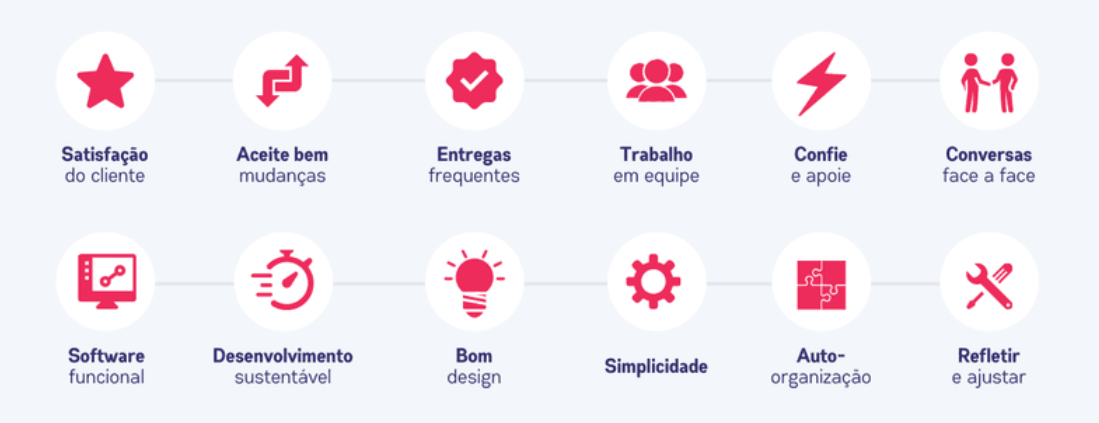 Satisfação
do cliente
Aceite bem
mudanças
Entregas
frequentes
Trabalho
em equipe
Confie
e apoie
Conversas
face a face
Software
funcional
Desenvolvimento
sustentável
Bom
design
Simplicidade
Auto-
organização
Refletir
e ajustar